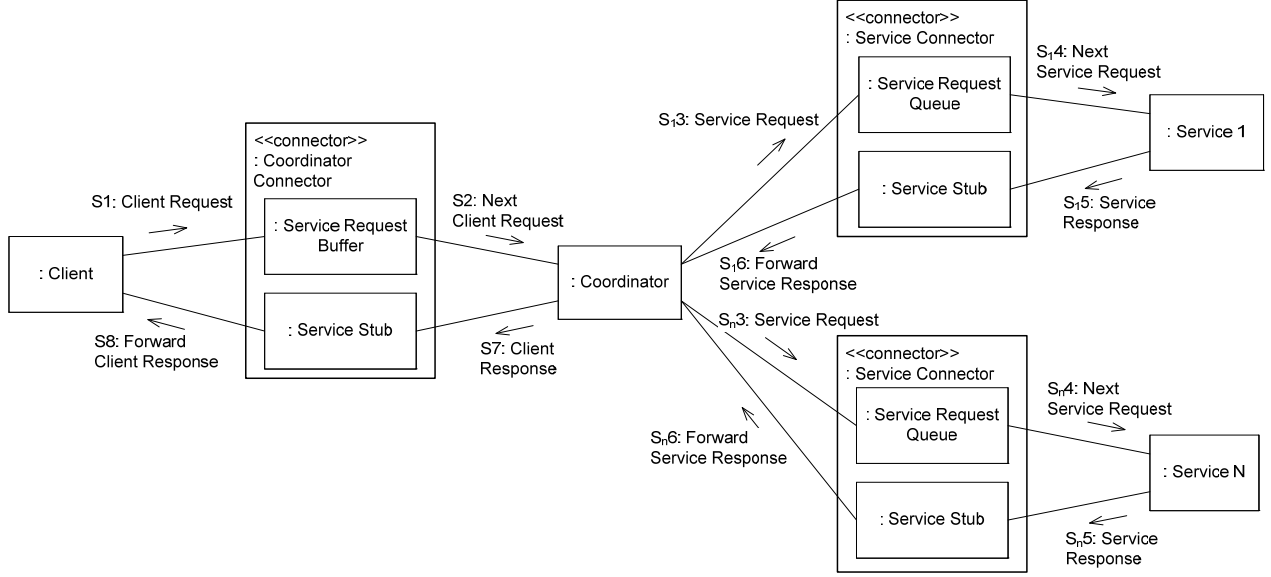 <<connector>>
: Service Connector
: Service Request
Queue
: Service Stub
S₁4: Next
Service Request
: Service 1
S₁5: Service
Response
S₁3: Service Request
S₁6: Forward
Service Response
<<connector>>
: Coordinator
Connector
: Service Request
Buffer
: Service Stub
S1: Client Request
: Client
S8: Forward
Client Response
S2: Next
Client Request
: Coordinator
S7: Client
Response
Sₙ3: Service Request
Sₙ6: Forward
Service Response
<<connector>>
: Service Connector
: Service Request
Queue
: Service Stub
Sₙ4: Next
Service Request
: Service N
Sₙ5: Service
Response